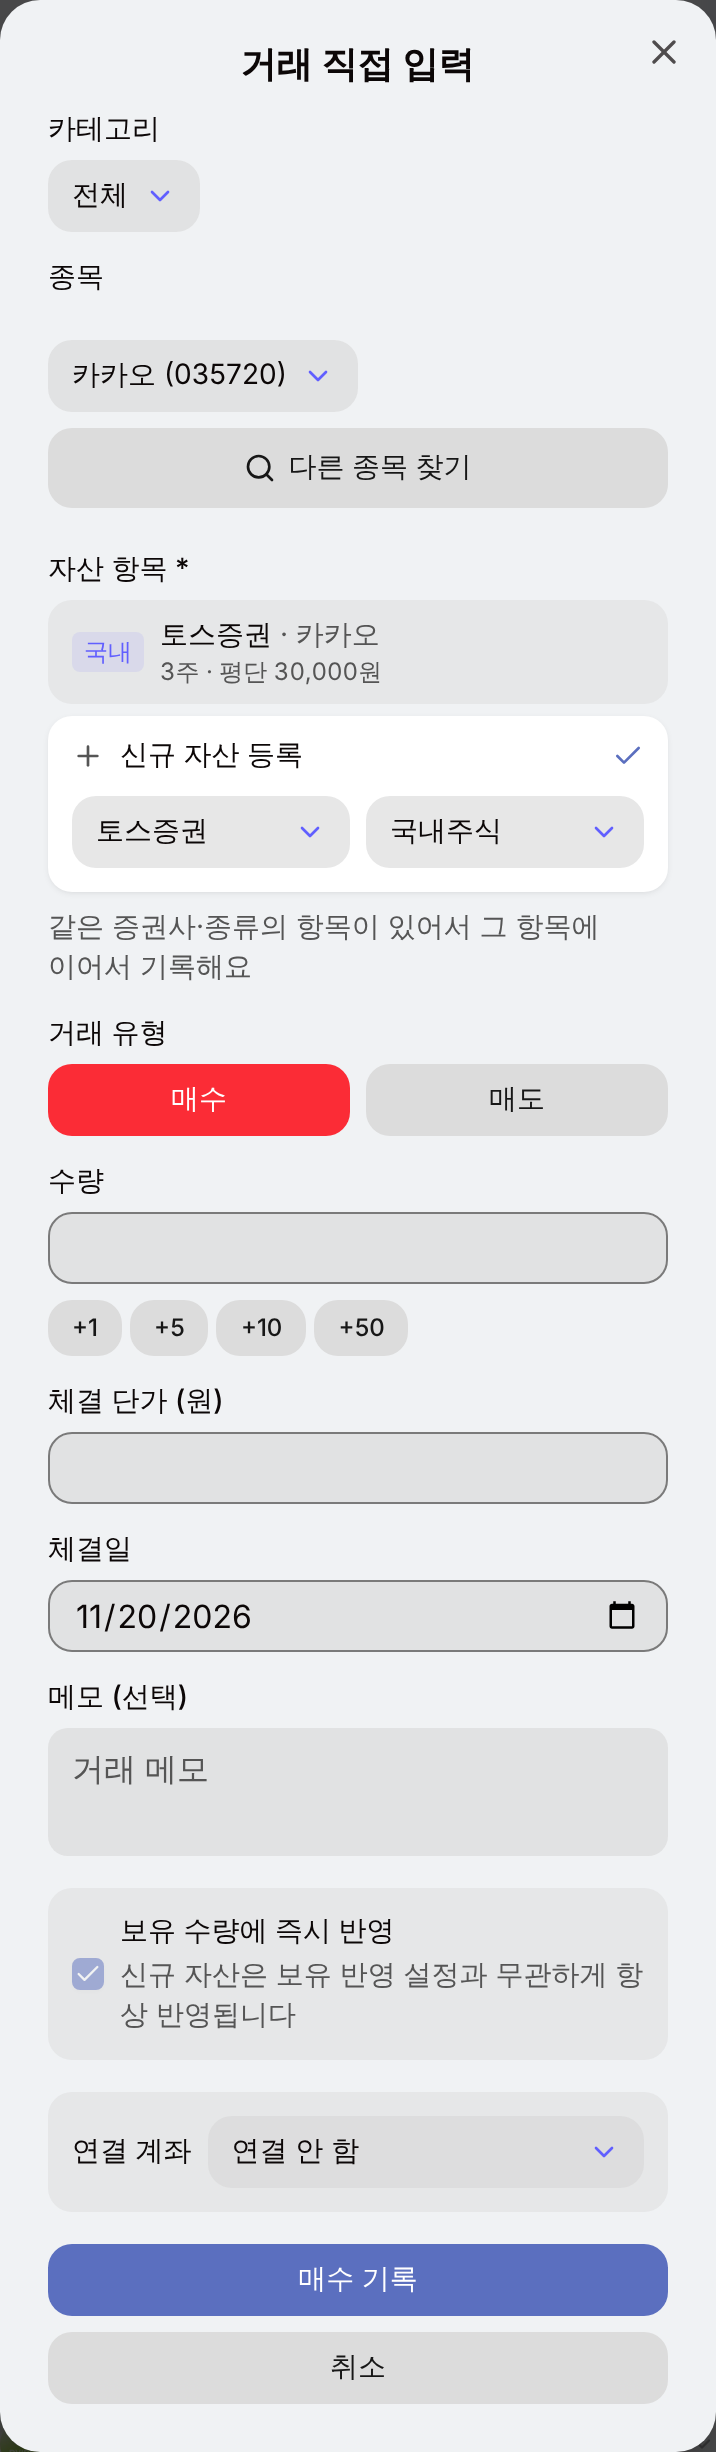 거래 직접 입력
카테고리
전체
종목
카카오 (035720)
다른 종목 찾기
자산 항목 *
국내
토스증권 · 카카오
3주 · 평단 30,000원
신규 자산 등록
토스증권
국내주식
같은 증권사·종류의 항목이 있어서 그 항목에
이어서 기록해요
거래 유형
매수
매도
수량
+1
+5
+10
+50
체결 단가 (원)
체결일
11/20/2026
메모 (선택)
거래 메모
보유 수량에 즉시 반영
신규 자산은 보유 반영 설정과 무관하게 항
상 반영됩니다
연결 계좌
연결 안 함
매수 기록
취소